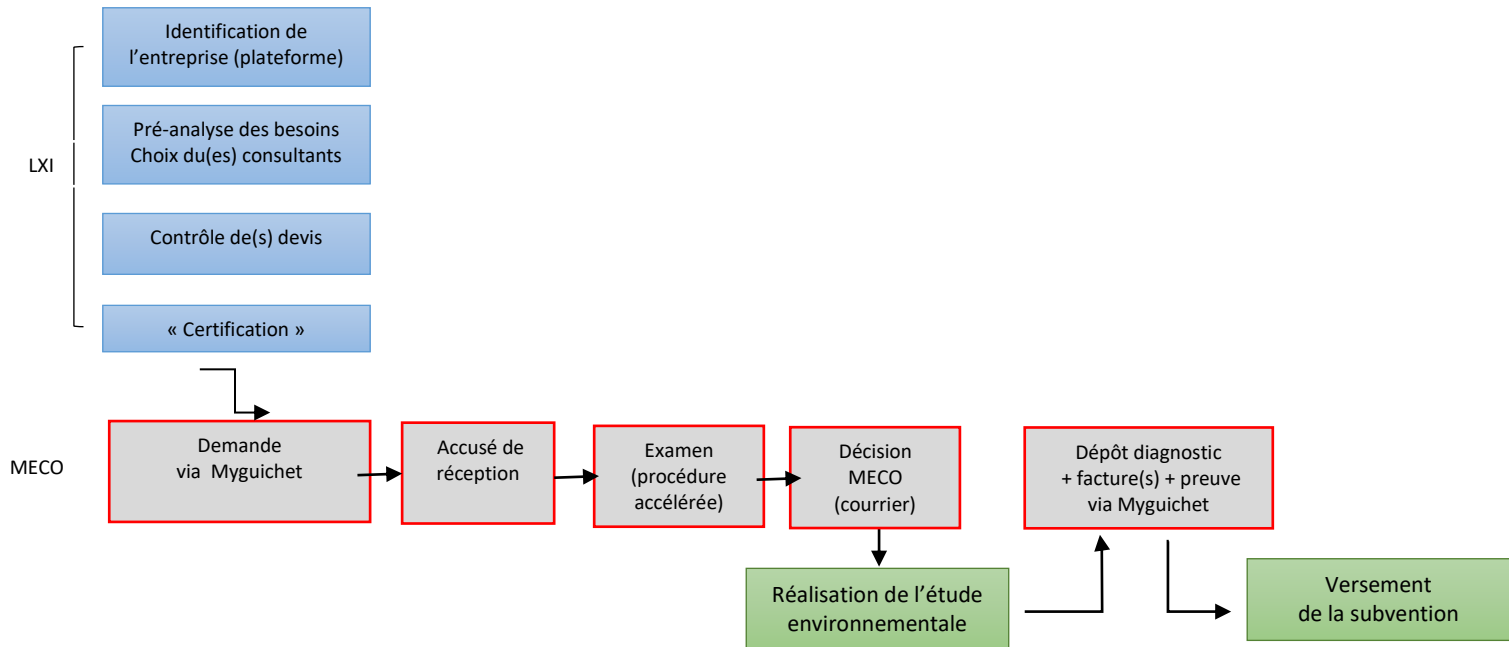 Identification de
l’entreprise (plateforme)
Pré-analyse des besoins
Choix du(es) consultants
LXI
Contrôle de(s) devis
« Certification »
MECO
Demande
via Myguichet
Accusé de
réception
Examen
(procédure
accélérée)
Décision
MECO
(courrier)
Dépôt diagnostic
+ facture(s) + preuve
via Myguichet
Réalisation de l’étude
environnementale
Versement
de la subvention